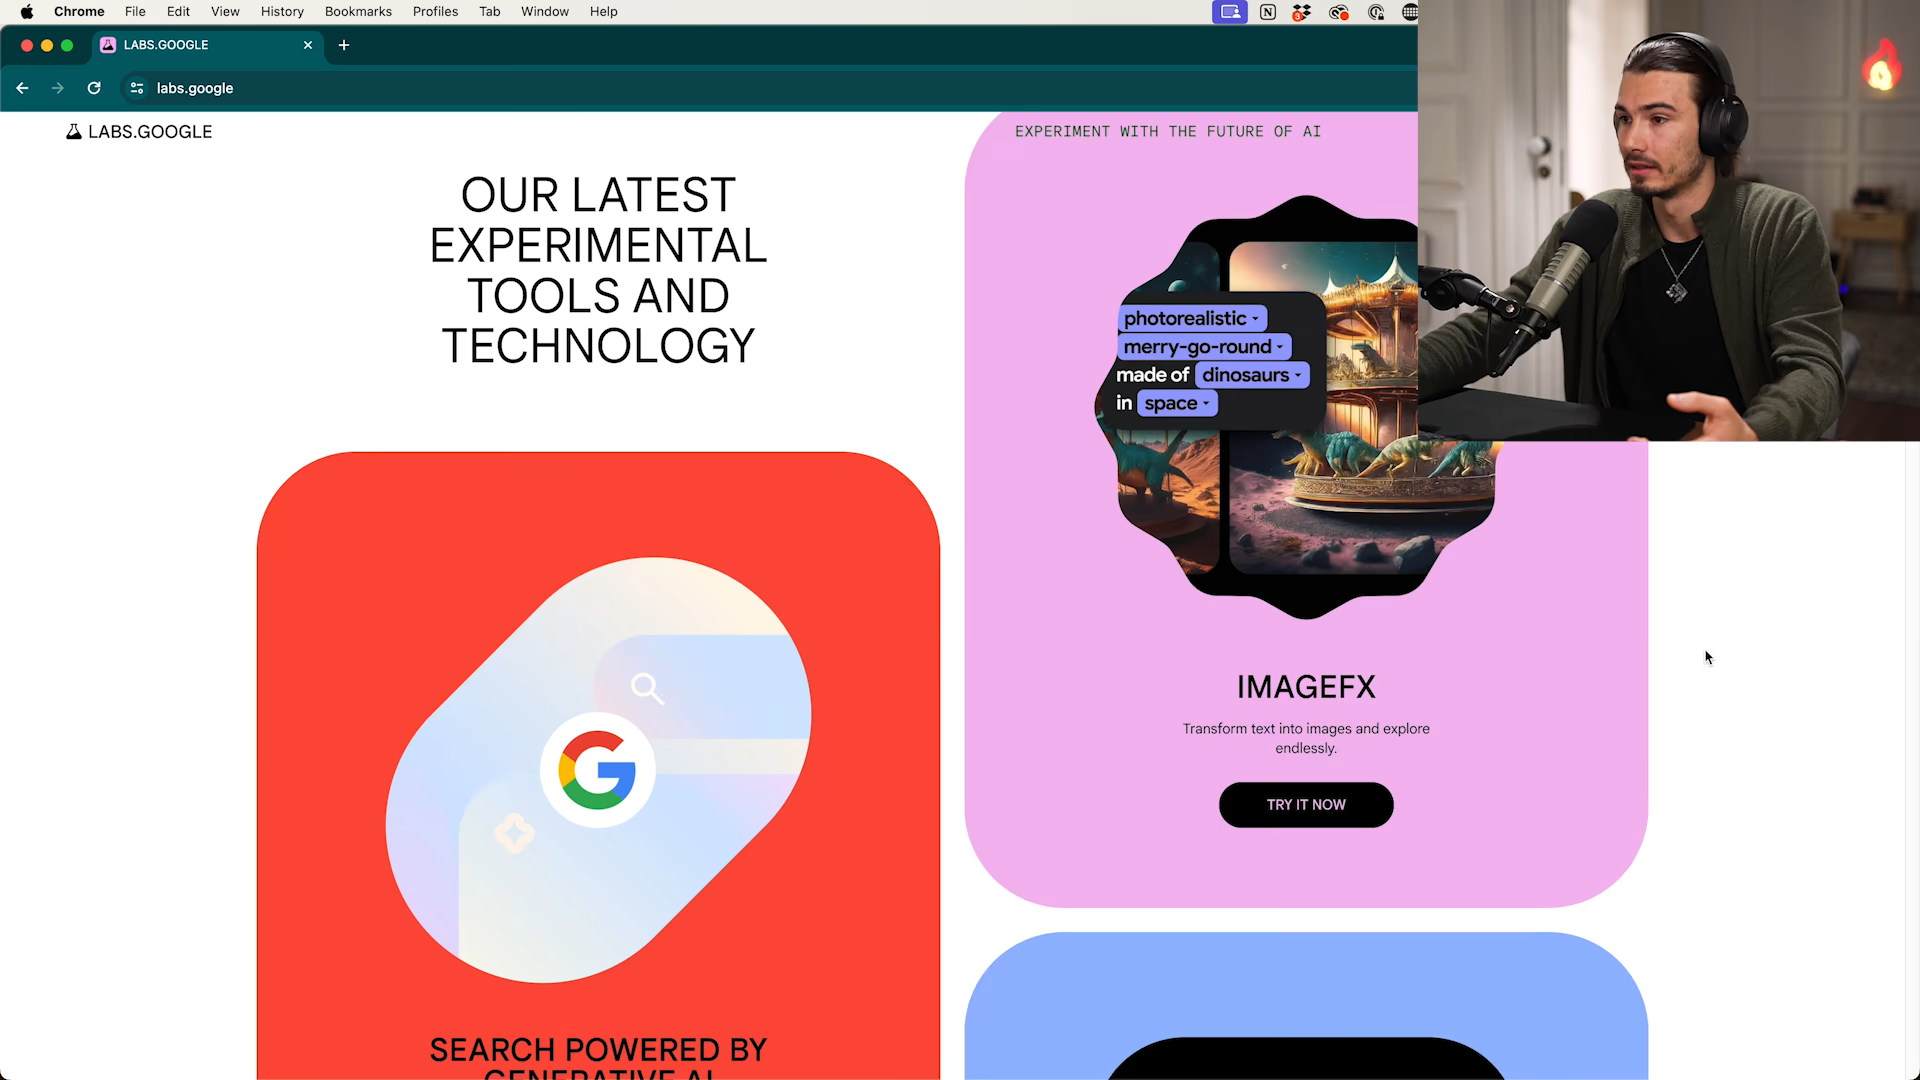 Chrome File Edit View History Bookmarks Profiles Tab Window Help
LABS.GOOGLE
labs.google
LABS.GOOGLE
EXPERIMENT WITH THE FUTURE OF AI
OUR LATEST
EXPERIMENTAL
TOOLS AND
TECHNOLOGY
photorealistic
merry-go-round
made of dinosaurs
in space
IMAGEFX
Transform text into images and explore
endlessly.
TRY IT NOW
SEARCH POWERED BY
GENERATIVE AI